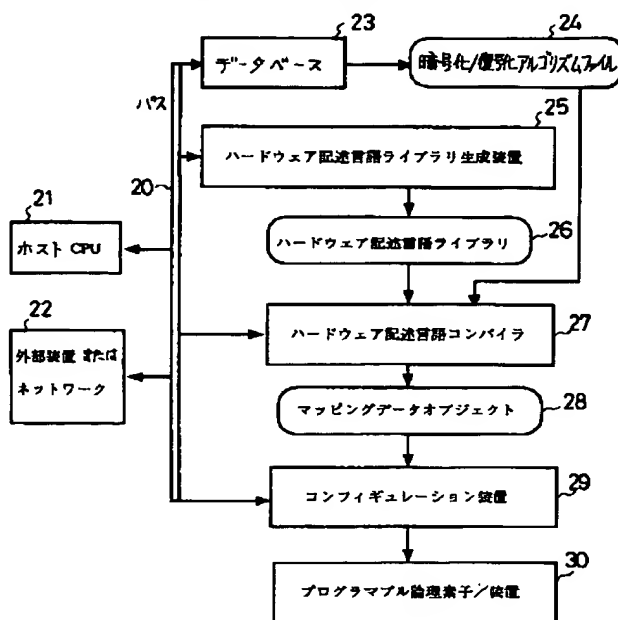 23
データベース
24
暗号化/復号化アルゴリズムファイル
バス
25
ハードウェア記述言語ライブラリ生成装置
20
21
ホスト CPU
ハードウェア記述言語ライブラリ
26
22
外部装置または
ネットワーク
ハードウェア記述言語コンパイラ
27
マッピングデータオブジェクト
28
コンフィギュレーション装置
29
30
プログラマブル論理素子/装置